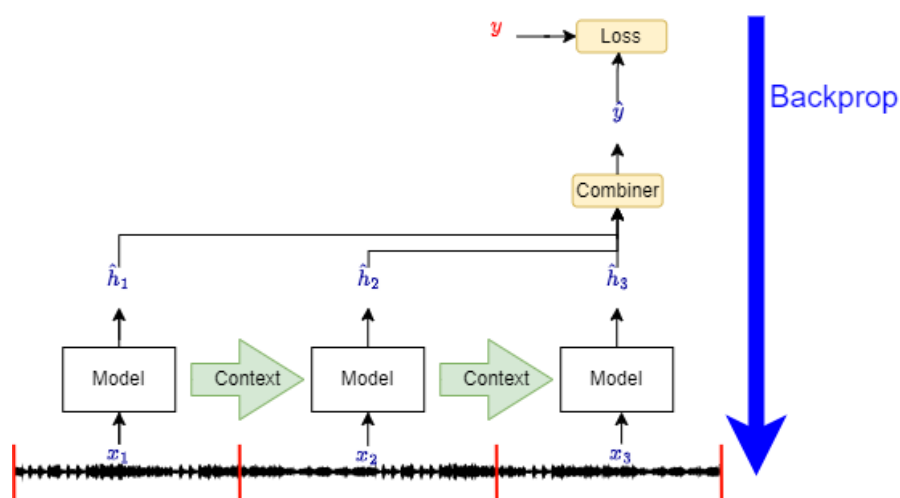 y
Loss
Backprop
ŷ
Combiner
ĥ₁
ĥ₂
ĥ₃
Model
Context
Model
Context
Model
x₁
x₂
x₃